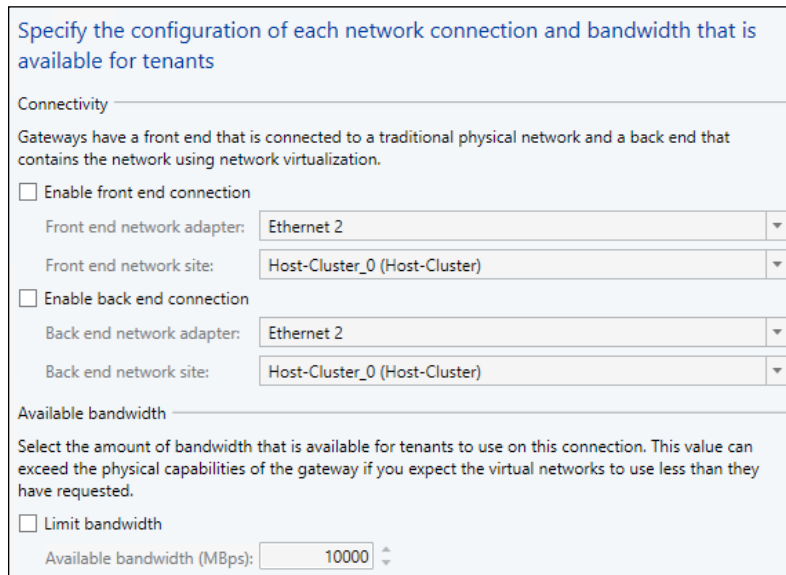 Specify the configuration of each network connection and bandwidth that is
available for tenants
Connectivity
Gateways have a front end that is connected to a traditional physical network and a back end that
contains the network using network virtualization.
Enable front end connection
Front end network adapter: Ethernet 2
Front end network site: Host-Cluster_0 (Host-Cluster)
Enable back end connection
Back end network adapter: Ethernet 2
Back end network site: Host-Cluster_0 (Host-Cluster)
Available bandwidth
Select the amount of bandwidth that is available for tenants to use on this connection. This value can
exceed the physical capabilities of the gateway if you expect the virtual networks to use less than they
have requested.
Limit bandwidth
Available bandwidth (MBps): 10000